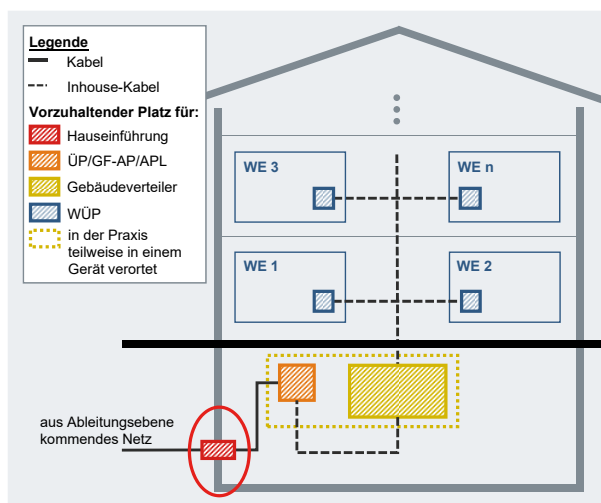 Legende
Kabel
Inhouse-Kabel
Vorzuhaltender Platz für:
Hauseinführung
ÜP/GF-AP/APL
Gebäudeverteiler
WÜP
in der Praxis
teilweise in einem
Gerät verortet
WE 3
WE n
WE 1
WE 2
aus Ableitungsebene
kommendes Netz